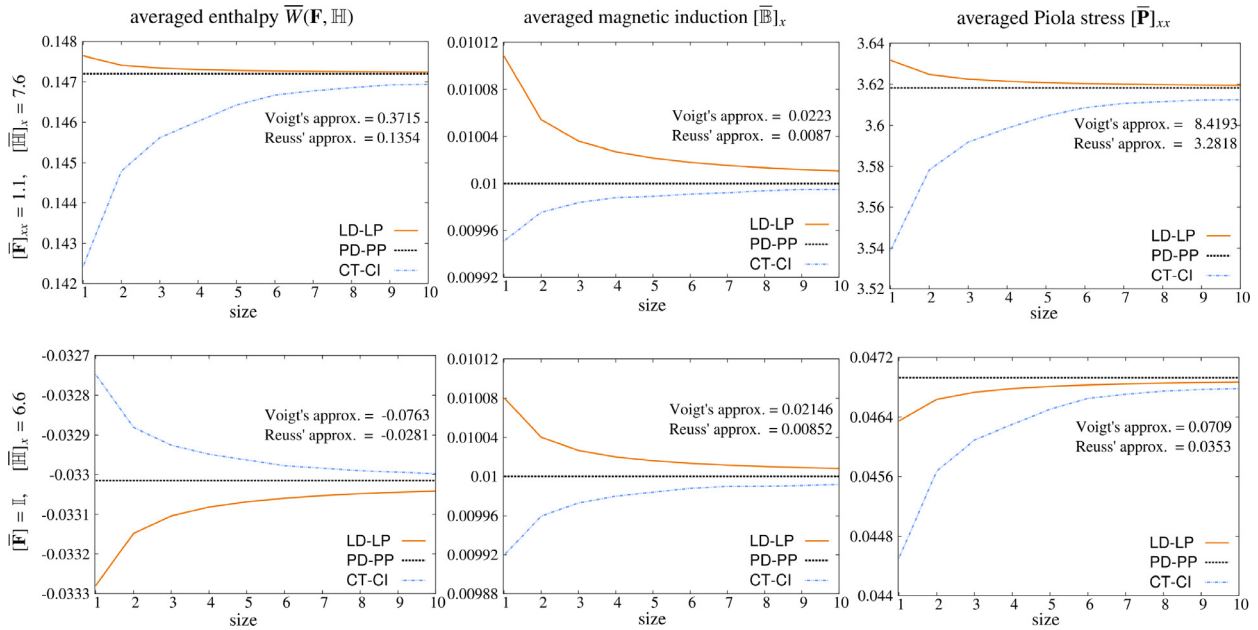 averaged enthalpy W̅(F, ℍ)
averaged magnetic induction [𝔹̅]ₓ
averaged Piola stress [P̅]ₓₓ
[F̅]ₓₓ = 1.1, [ℍ̅]ₓ = 7.6
0.148
0.147
0.146
0.145
0.144
0.143
0.142
Voigt's approx. = 0.3715
Reuss' approx. = 0.1354
LD-LP
PD-PP
CT-CI
1 2 3 4 5 6 7 8 9 10
size
0.01012
0.01008
0.01004
0.01
0.00996
0.00992
Voigt's approx. = 0.0223
Reuss' approx. = 0.0087
LD-LP
PD-PP
CT-CI
1 2 3 4 5 6 7 8 9 10
size
3.64
3.62
3.6
3.58
3.56
3.54
3.52
Voigt's approx. = 8.4193
Reuss' approx. = 3.2818
LD-LP
PD-PP
CT-CI
1 2 3 4 5 6 7 8 9 10
size
[F̅] = 𝕀, [ℍ̅]ₓ = 6.6
-0.0327
-0.0328
-0.0329
-0.033
-0.0331
-0.0332
-0.0333
Voigt's approx. = -0.0763
Reuss' approx. = -0.0281
LD-LP
PD-PP
CT-CI
1 2 3 4 5 6 7 8 9 10
size
0.01012
0.01008
0.01004
0.01
0.00996
0.00992
0.00988
Voigt's approx. = 0.02146
Reuss' approx. = 0.00852
LD-LP
PD-PP
CT-CI
1 2 3 4 5 6 7 8 9 10
size
0.0472
0.0464
0.0456
0.0448
0.044
Voigt's approx. = 0.0709
Reuss' approx. = 0.0353
LD-LP
PD-PP
CT-CI
1 2 3 4 5 6 7 8 9 10
size